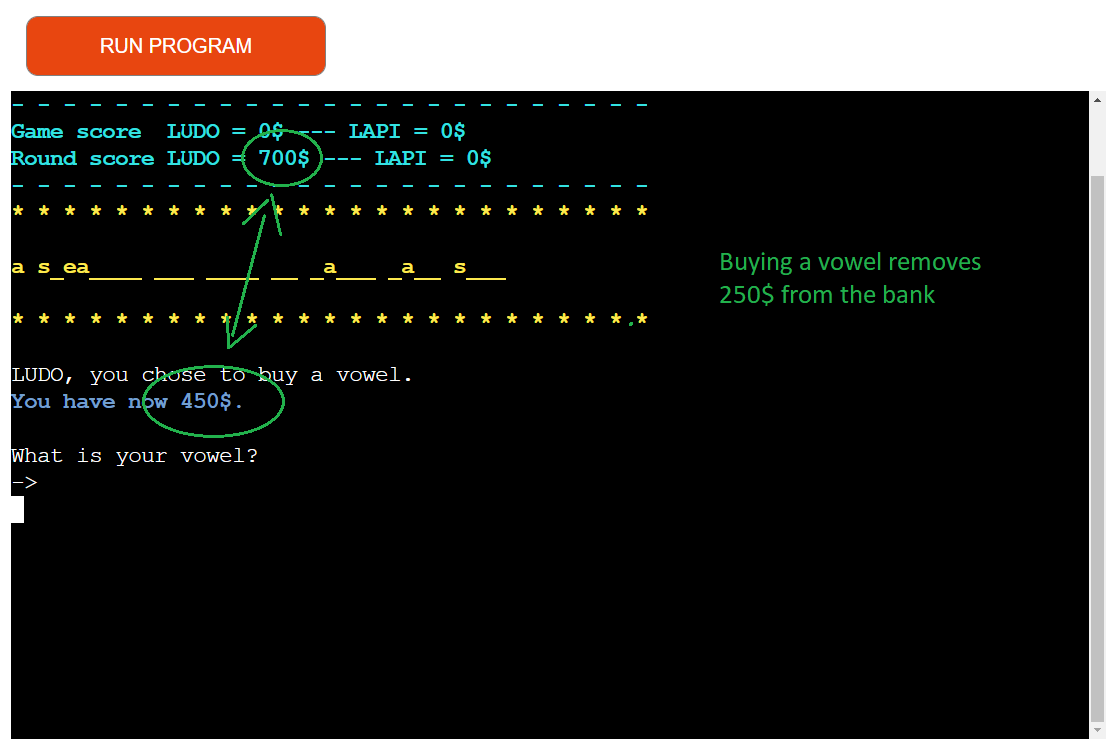 RUN PROGRAM
- - - - - - - - - - - - - - - - - - - - - - - - -
Game score  LUDO = 0$ --- LAPI = 0$
Round score LUDO = 700$ --- LAPI = 0$
- - - - - - - - - - - - - - - - - - - - - - - - -
* * * * * * * * * * * * * * * * * * * * * * * * *
a s_ea____ ___ ____ __ _a___ _a__ s___
Buying a vowel removes
250$ from the bank
* * * * * * * * * * * * * * * * * * * * * * * * *
LUDO, you chose to buy a vowel.
You have now 450$.
What is your vowel?
->